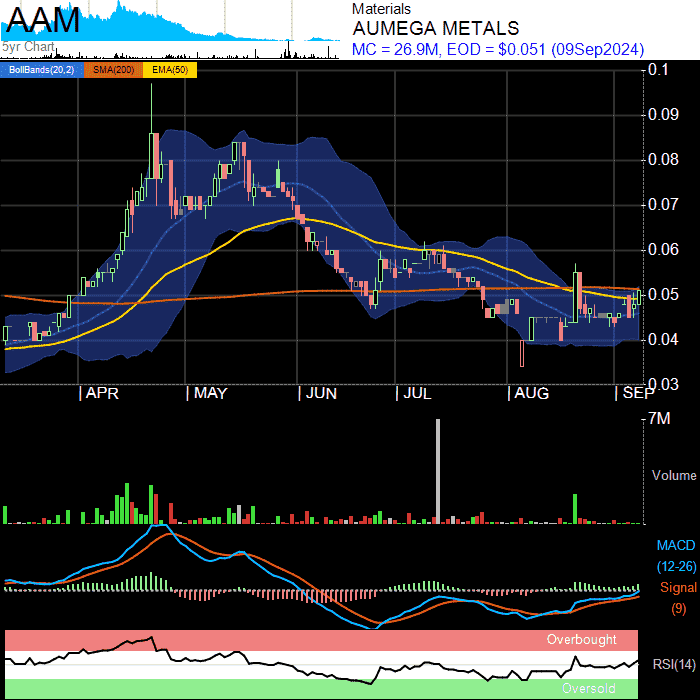 AAM
5yr Chart
Materials
AUMEGA METALS
MC = 26.9M, EOD = $0.051 (09Sep2024)
BollBands(20,2) SMA(200) EMA(50)
0.1
0.09
0.08
0.07
0.06
0.05
0.04
0.03
APR MAY JUN JUL AUG SEP
7M
Volume
MACD
(12-26)
Signal
(9)
Overbought
RSI(14)
Oversold